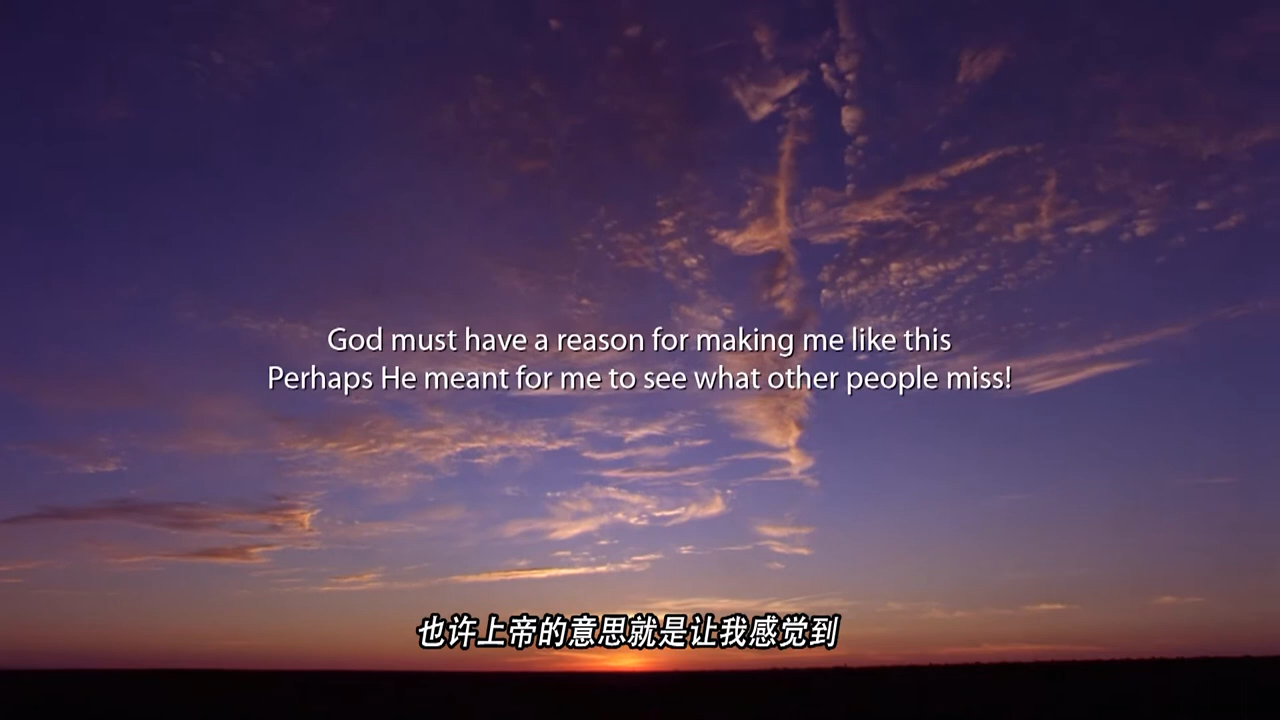 God must have a reason for making me like this
Perhaps He meant for me to see what other people miss!
也许上帝的意思就是让我感觉到